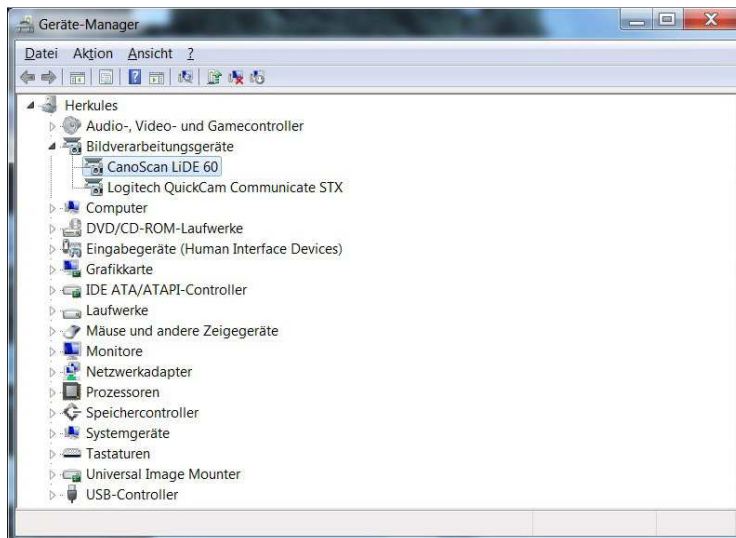 Geräte-Manager
Datei Aktion Ansicht ?
Herkules
Audio-, Video- und Gamecontroller
Bildverarbeitungsgeräte
CanoScan LiDE 60
Logitech QuickCam Communicate STX
Computer
DVD/CD-ROM-Laufwerke
Eingabegeräte (Human Interface Devices)
Grafikkarte
IDE ATA/ATAPI-Controller
Laufwerke
Mäuse und andere Zeigegeräte
Monitore
Netzwerkadapter
Prozessoren
Speichercontroller
Systemgeräte
Tastaturen
Universal Image Mounter
USB-Controller